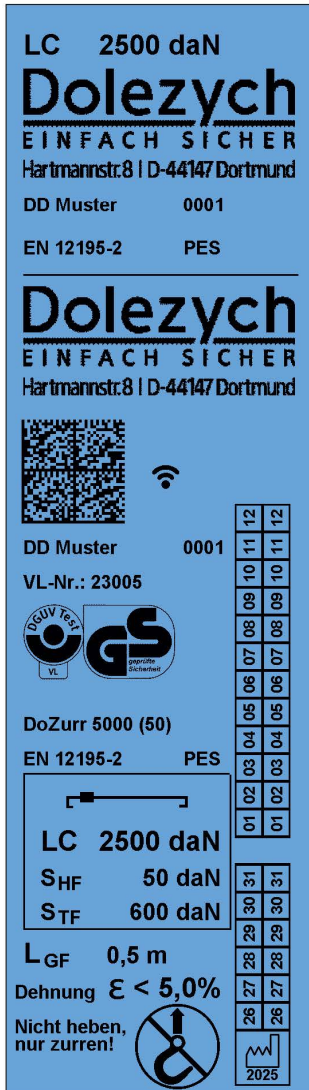 LC 2500 daN
Dolezych
EINFACH SICHER
Hartmannstr.8 | D-44147 Dortmund
DD Muster 0001
EN 12195-2 PES
Dolezych
EINFACH SICHER
Hartmannstr.8 | D-44147 Dortmund
DD Muster 0001
VL-Nr.: 23005
DGUV Test
VL
GS
geprüfte
Sicherheit
DoZurr 5000 (50)
EN 12195-2 PES
LC 2500 daN
SHF 50 daN
STF 600 daN
LGF 0,5 m
Dehnung ε < 5,0%
Nicht heben,
nur zurren!
12 12
11 11
10 10
09 09
08 08
07 07
06 06
05 05
04 04
03 03
02 02
01 01
31 31
30 30
29 29
28 28
27 27
26 26
2025